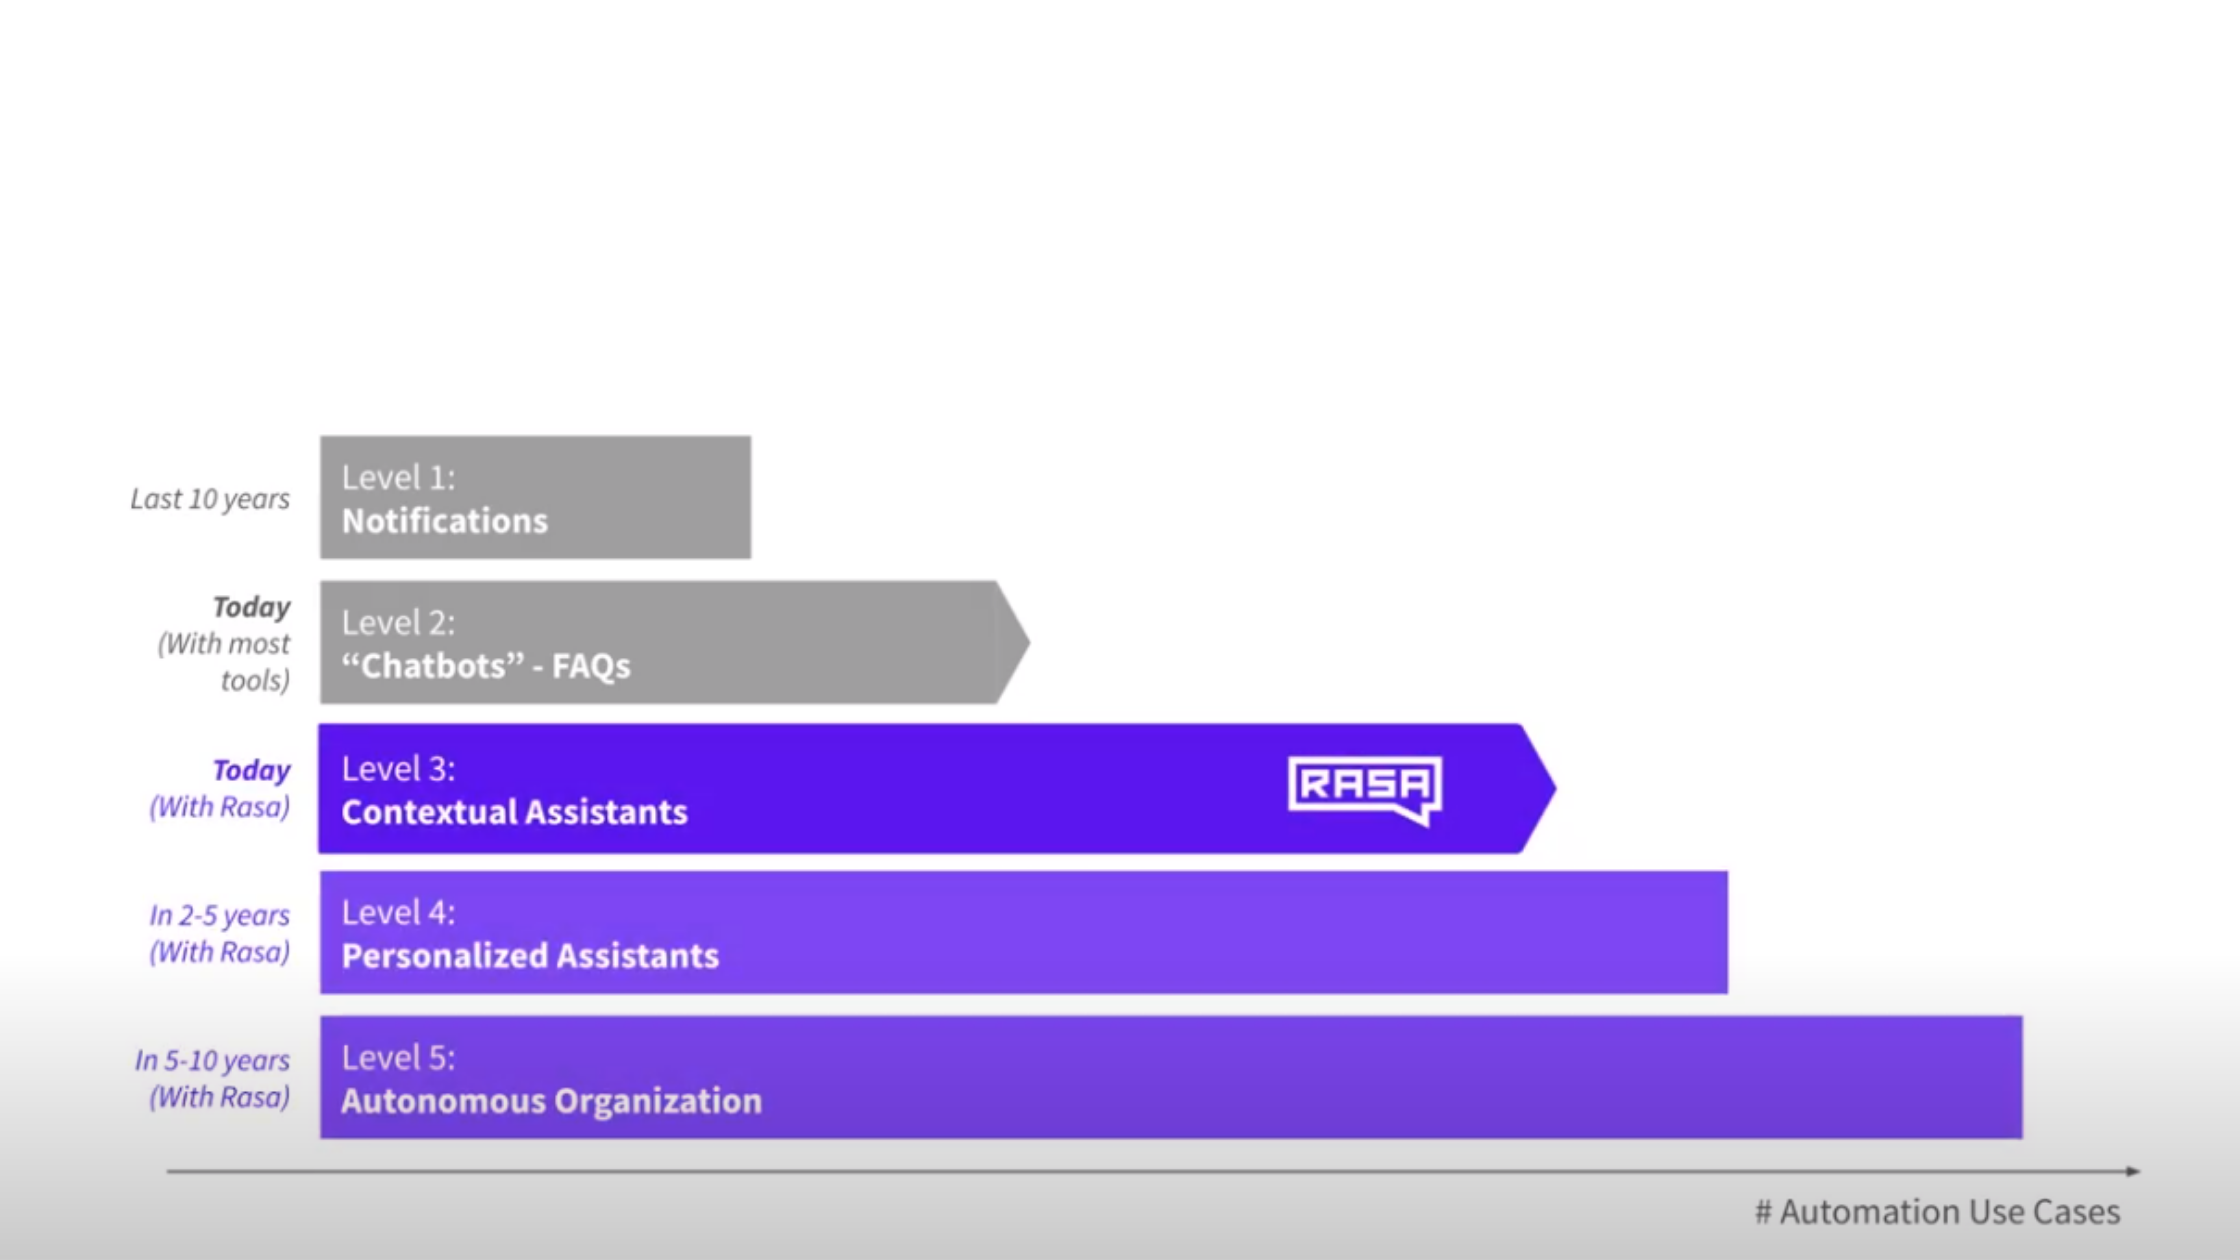 Last 10 years
Level 1:
Notifications
Today
(With most
tools)
Level 2:
“Chatbots” - FAQs
Today
(With Rasa)
Level 3:
Contextual Assistants
RASA
In 2-5 years
(With Rasa)
Level 4:
Personalized Assistants
In 5-10 years
(With Rasa)
Level 5:
Autonomous Organization
# Automation Use Cases